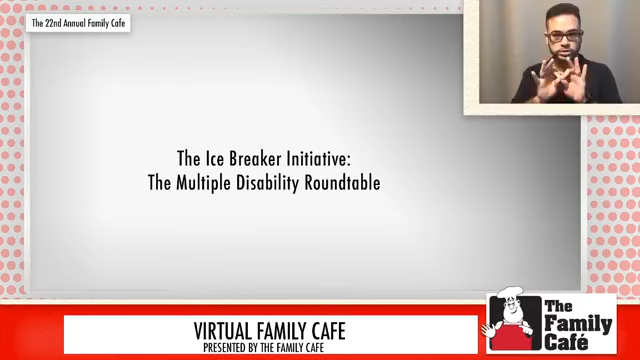 The 22nd Annual Family Cafe
The Ice Breaker Initiative:
The Multiple Disability Roundtable
VIRTUAL FAMILY CAFE
PRESENTED BY THE FAMILY CAFE
The
Family
Café